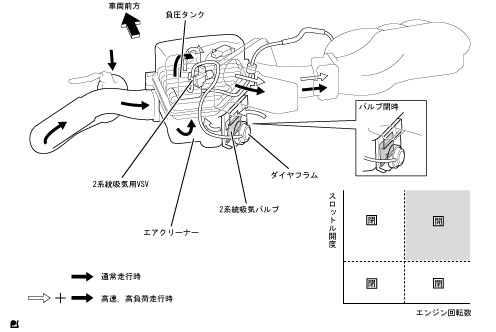 車両前方
負圧タンク
バルブ閉時
ダイヤフラム
2系統吸気用VSV
2系統吸気バルブ
エアクリーナー
スロットル開度
閉
開
閉
閉
エンジン回転数
通常走行時
+
高速、高負荷走行時